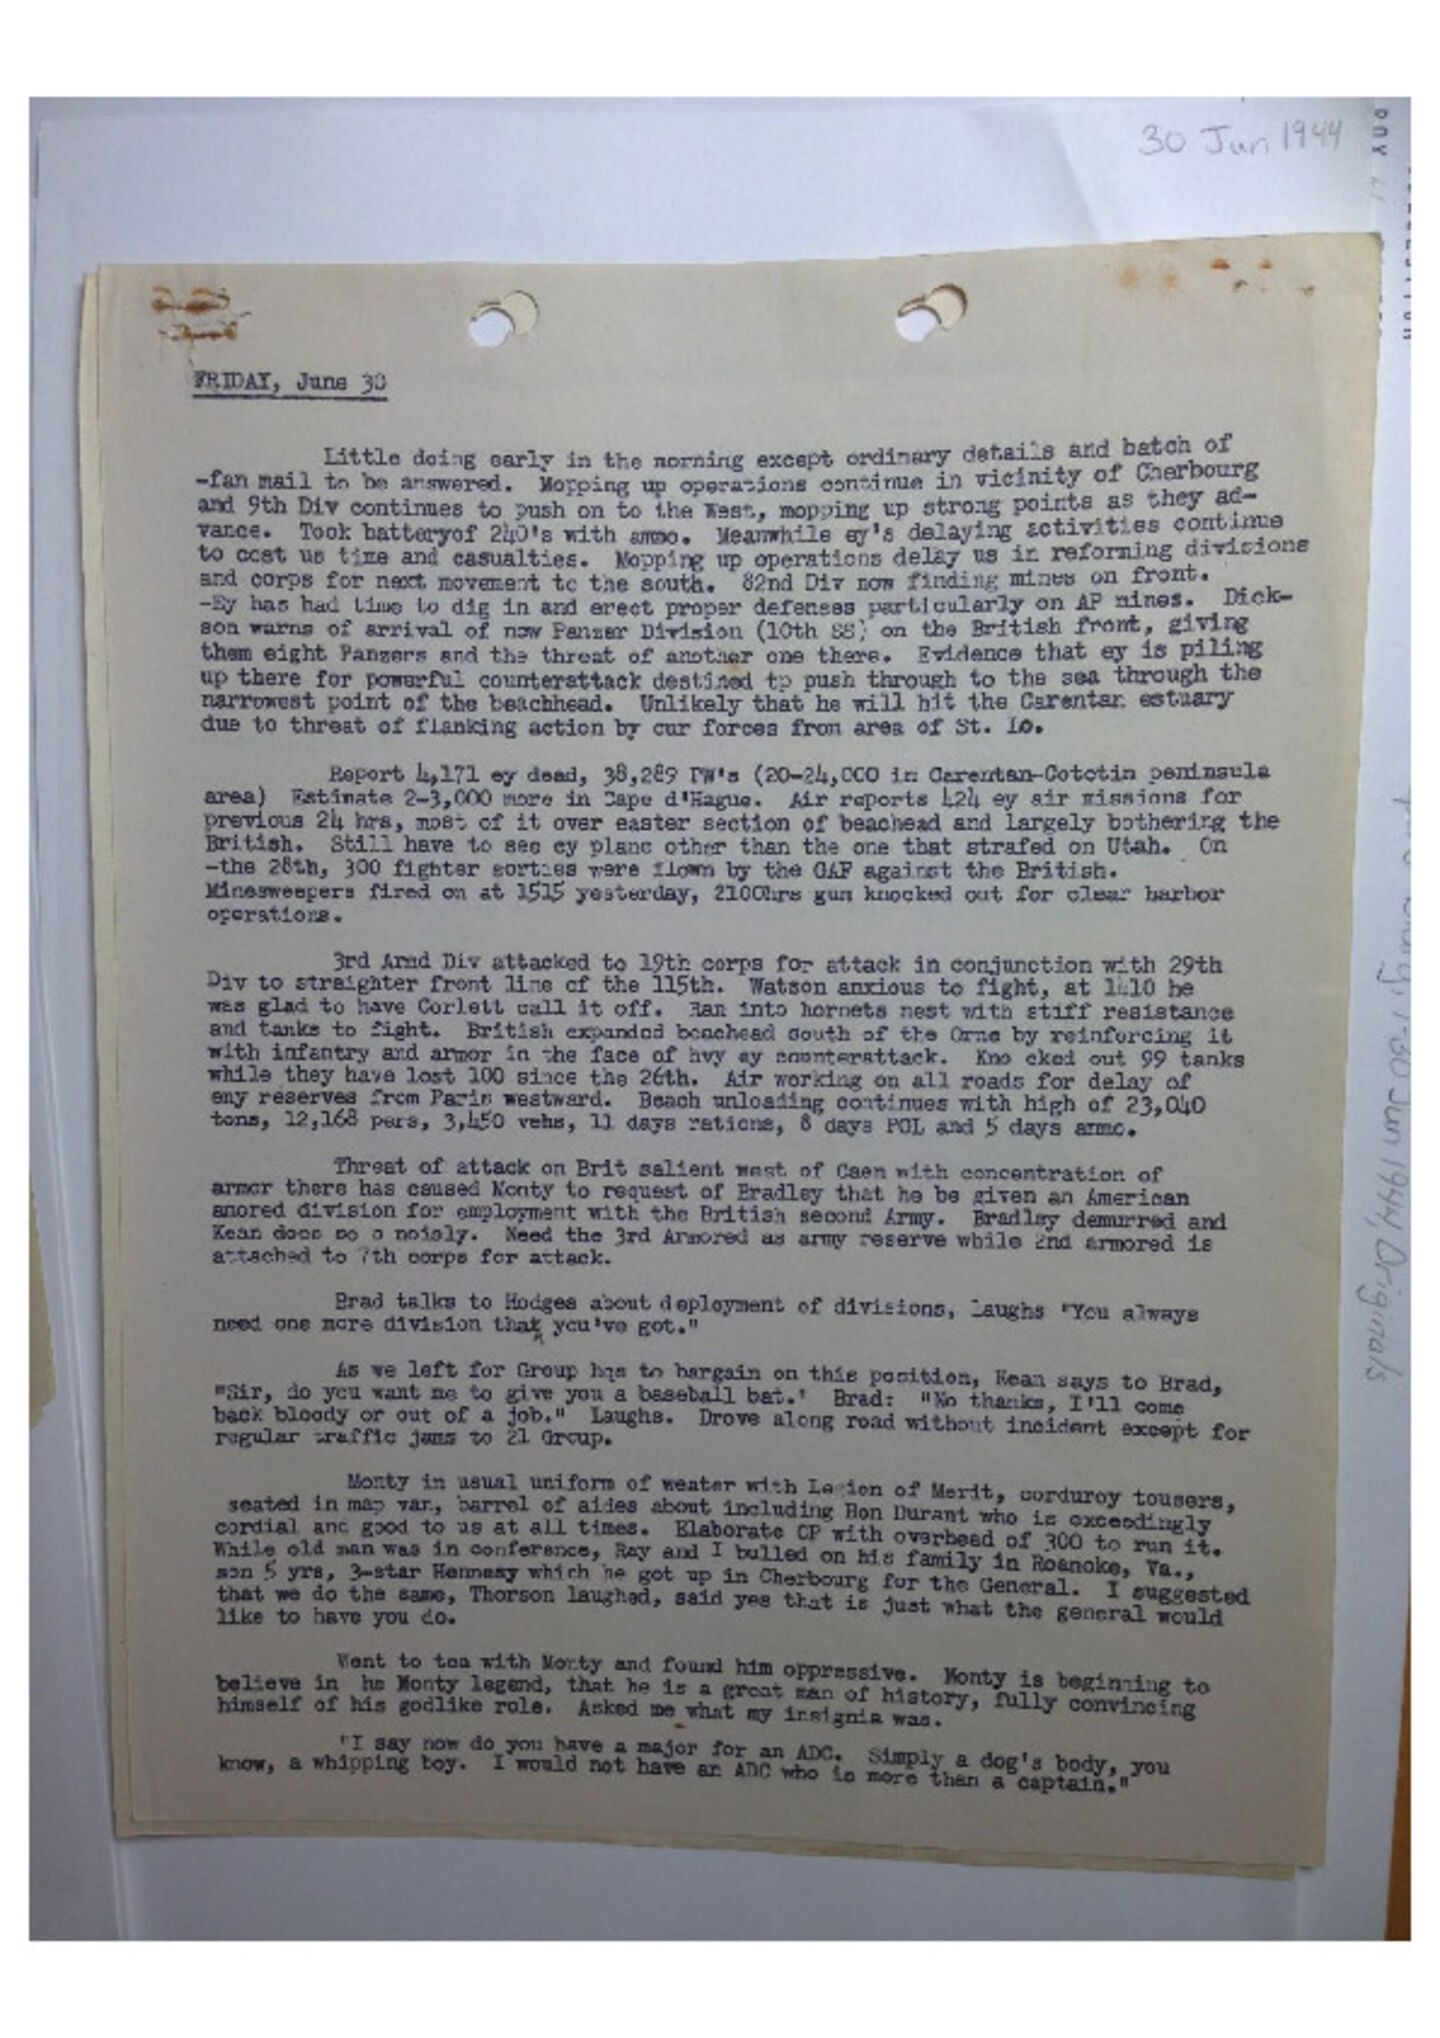 30 Jun 1944
FRIDAY, June 30
Little doing early in the morning except ordinary details and batch of
-fan mail to be answered. Mopping up operations continue in vicinity of Cherbourg
and 9th Div continues to push on to the West, mopping up strong points as they ad-
vance. Took batteryof 240's with ammo. Meanwhile ey's delaying activities continue
to cost us time and casualties. Mopping up operations delay us in reforming divisions
and corps for next movement to the south. 82nd Div now finding mines on front.
-Ey has had time to dig in and erect proper defenses particularly on AP mines. Dick-
son warns of arrival of now Panzer Division (10th SS) on the British front, giving
them eight Panzers and the threat of another one there. Evidence that ey is piling
up there for powerful counterattack destined tp push through to the sea through the
narrowest point of the beachhead. Unlikely that he will hit the Carentan estuary
due to threat of flanking action by our forces from area of St. Lo.
Report 4,171 ey dead, 38,289 PW's (20-24,000 in Carentan-Cototin peninsula
area) Estimate 2-3,000 more in Cape d'Hague. Air reports 424 ey air missions for
previous 24 hrs, most of it over easter section of beachead and largely bothering the
British. Still have to see ey plane other than the one that strafed on Utah. On
-the 28th, 300 fighter sorties were flown by the GAF against the British.
Minesweepers fired on at 1515 yesterday, 2100hrs gun knocked out for clear harbor
operations.
3rd Armd Div attacked to 19th corps for attack in conjunction with 29th
Div to straighter front line of the 115th. Watson anxious to fight, at 1410 he
was glad to have Corlett call it off. Ran into hornets nest with stiff resistance
and tanks to fight. British expanded beachead south of the Orne by reinforcing it
with infantry and armor in the face of hvy ey counterattack. Kno cked out 99 tanks
while they have lost 100 since the 26th. Air working on all roads for delay of
eny reserves from Paris westward. Beach unloading continues with high of 23,040
tons, 12,168 pers, 3,450 vehs, 11 days rations, 8 days POL and 5 days ammo.
Threat of attack on Brit salient west of Caen with concentration of
armor there has caused Monty to request of Bradley that he be given an American
amored division for employment with the British second Army. Bradley demurred and
Kean does so noisly. Need the 3rd Armored as army reserve while 2nd armored is
attached to 7th corps for attack.
Brad talks to Hodges about deployment of divisions, Laughs "You always
need one more division than you've got."
As we left for Group hqs to bargain on this position, Kean says to Brad,
"Sir, do you want me to give you a baseball bat.' Brad: "No thanks, I'll come
back bloody or out of a job." Laughs. Drove along road without incident except for
regular traffic jams to 21 Group.
Monty in usual uniform of weater with Legion of Merit, corduroy tousers,
seated in map van, barrel of aides about including Bon Durant who is exceedingly
cordial and good to us at all times. Elaborate CP with overhead of 300 to run it.
While old man was in conference, Ray and I bulled on his family in Roanoke, Va.,
son 5 yrs, 3-star Hennesy which he got up in Cherbourg for the General. I suggested
that we do the same, Thorson laughed, said yes that is just what the general would
like to have you do.
Went to tea with Monty and found him oppressive. Monty is beginning to
believe in he Monty legend, that he is a great man of history, fully convincing
himself of his godlike role. Asked me what my insignia was.
"I say now do you have a major for an ADC. Simply a dog's body, you
know, a whipping boy. I would not have an ADC who is more than a captain."
1-30 Jun 1944, Originals